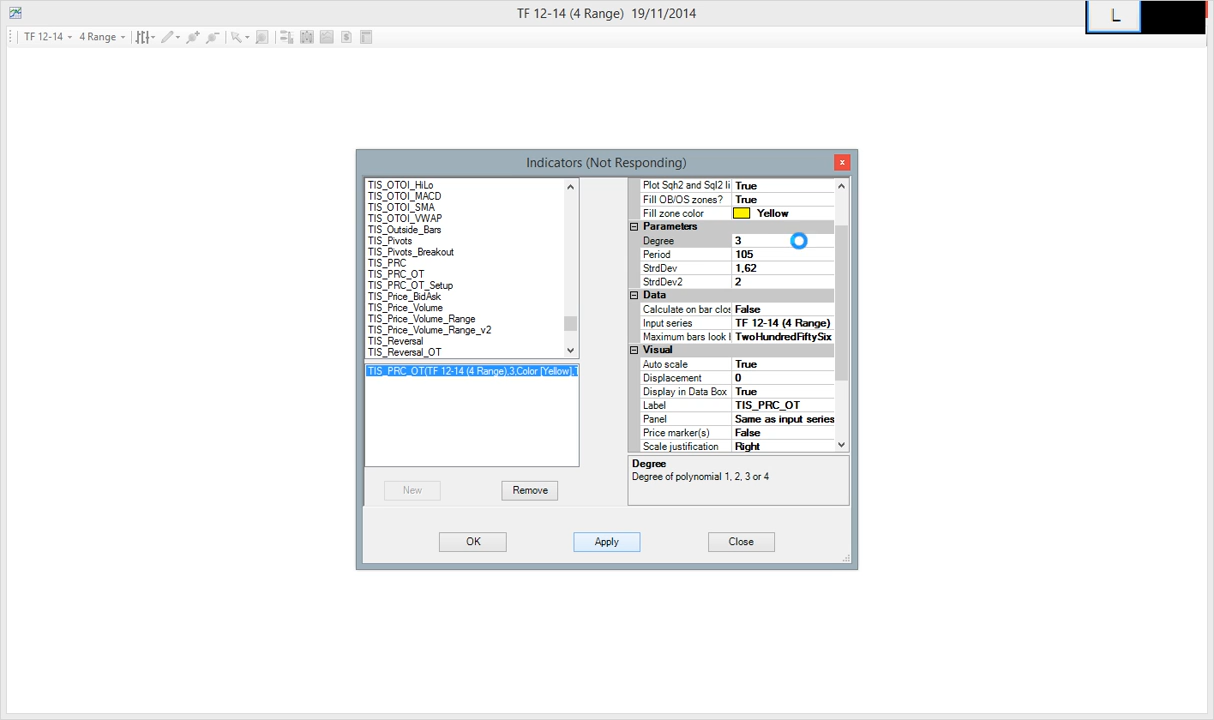 TF 12-14 (4 Range) 19/11/2014
L
TF 12-14
4 Range
Indicators (Not Responding)
TIS_OTOI_HiLo
TIS_OTOI_MACD
TIS_OTOI_SMA
TIS_OTOI_VWAP
TIS_Outside_Bars
TIS_Pivots
TIS_Pivots_Breakout
TIS_PRC
TIS_PRC_OT
TIS_PRC_OT_Setup
TIS_Price_BidAsk
TIS_Price_Volume
TIS_Price_Volume_Range
TIS_Price_Volume_Range_v2
TIS_Reversal
TIS_Reversal_OT
TIS_PRC_OT(TF 12-14 (4 Range),3,Color [Yellow],T
New
Remove
Plot Sqh2 and Sql2 li True
Fill OB/OS zones? True
Fill zone color Yellow
Parameters
Degree 3
Period 105
StrdDev 1,62
StrdDev2 2
Data
Calculate on bar clos False
Input series TF 12-14 (4 Range)
Maximum bars look b TwoHundredFiftySix
Visual
Auto scale True
Displacement 0
Display in Data Box True
Label TIS_PRC_OT
Panel Same as input series
Price marker(s) False
Scale justification Right
Degree
Degree of polynomial 1, 2, 3 or 4
OK
Apply
Close